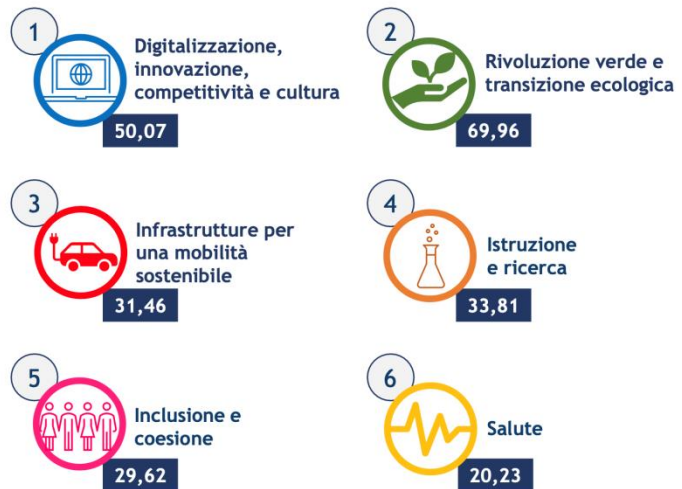 1
Digitalizzazione,
innovazione,
competitività e cultura
50,07
2
Rivoluzione verde e
transizione ecologica
69,96
3
Infrastrutture per
una mobilità
sostenibile
31,46
4
Istruzione
e ricerca
33,81
5
Inclusione e
coesione
29,62
6
Salute
20,23